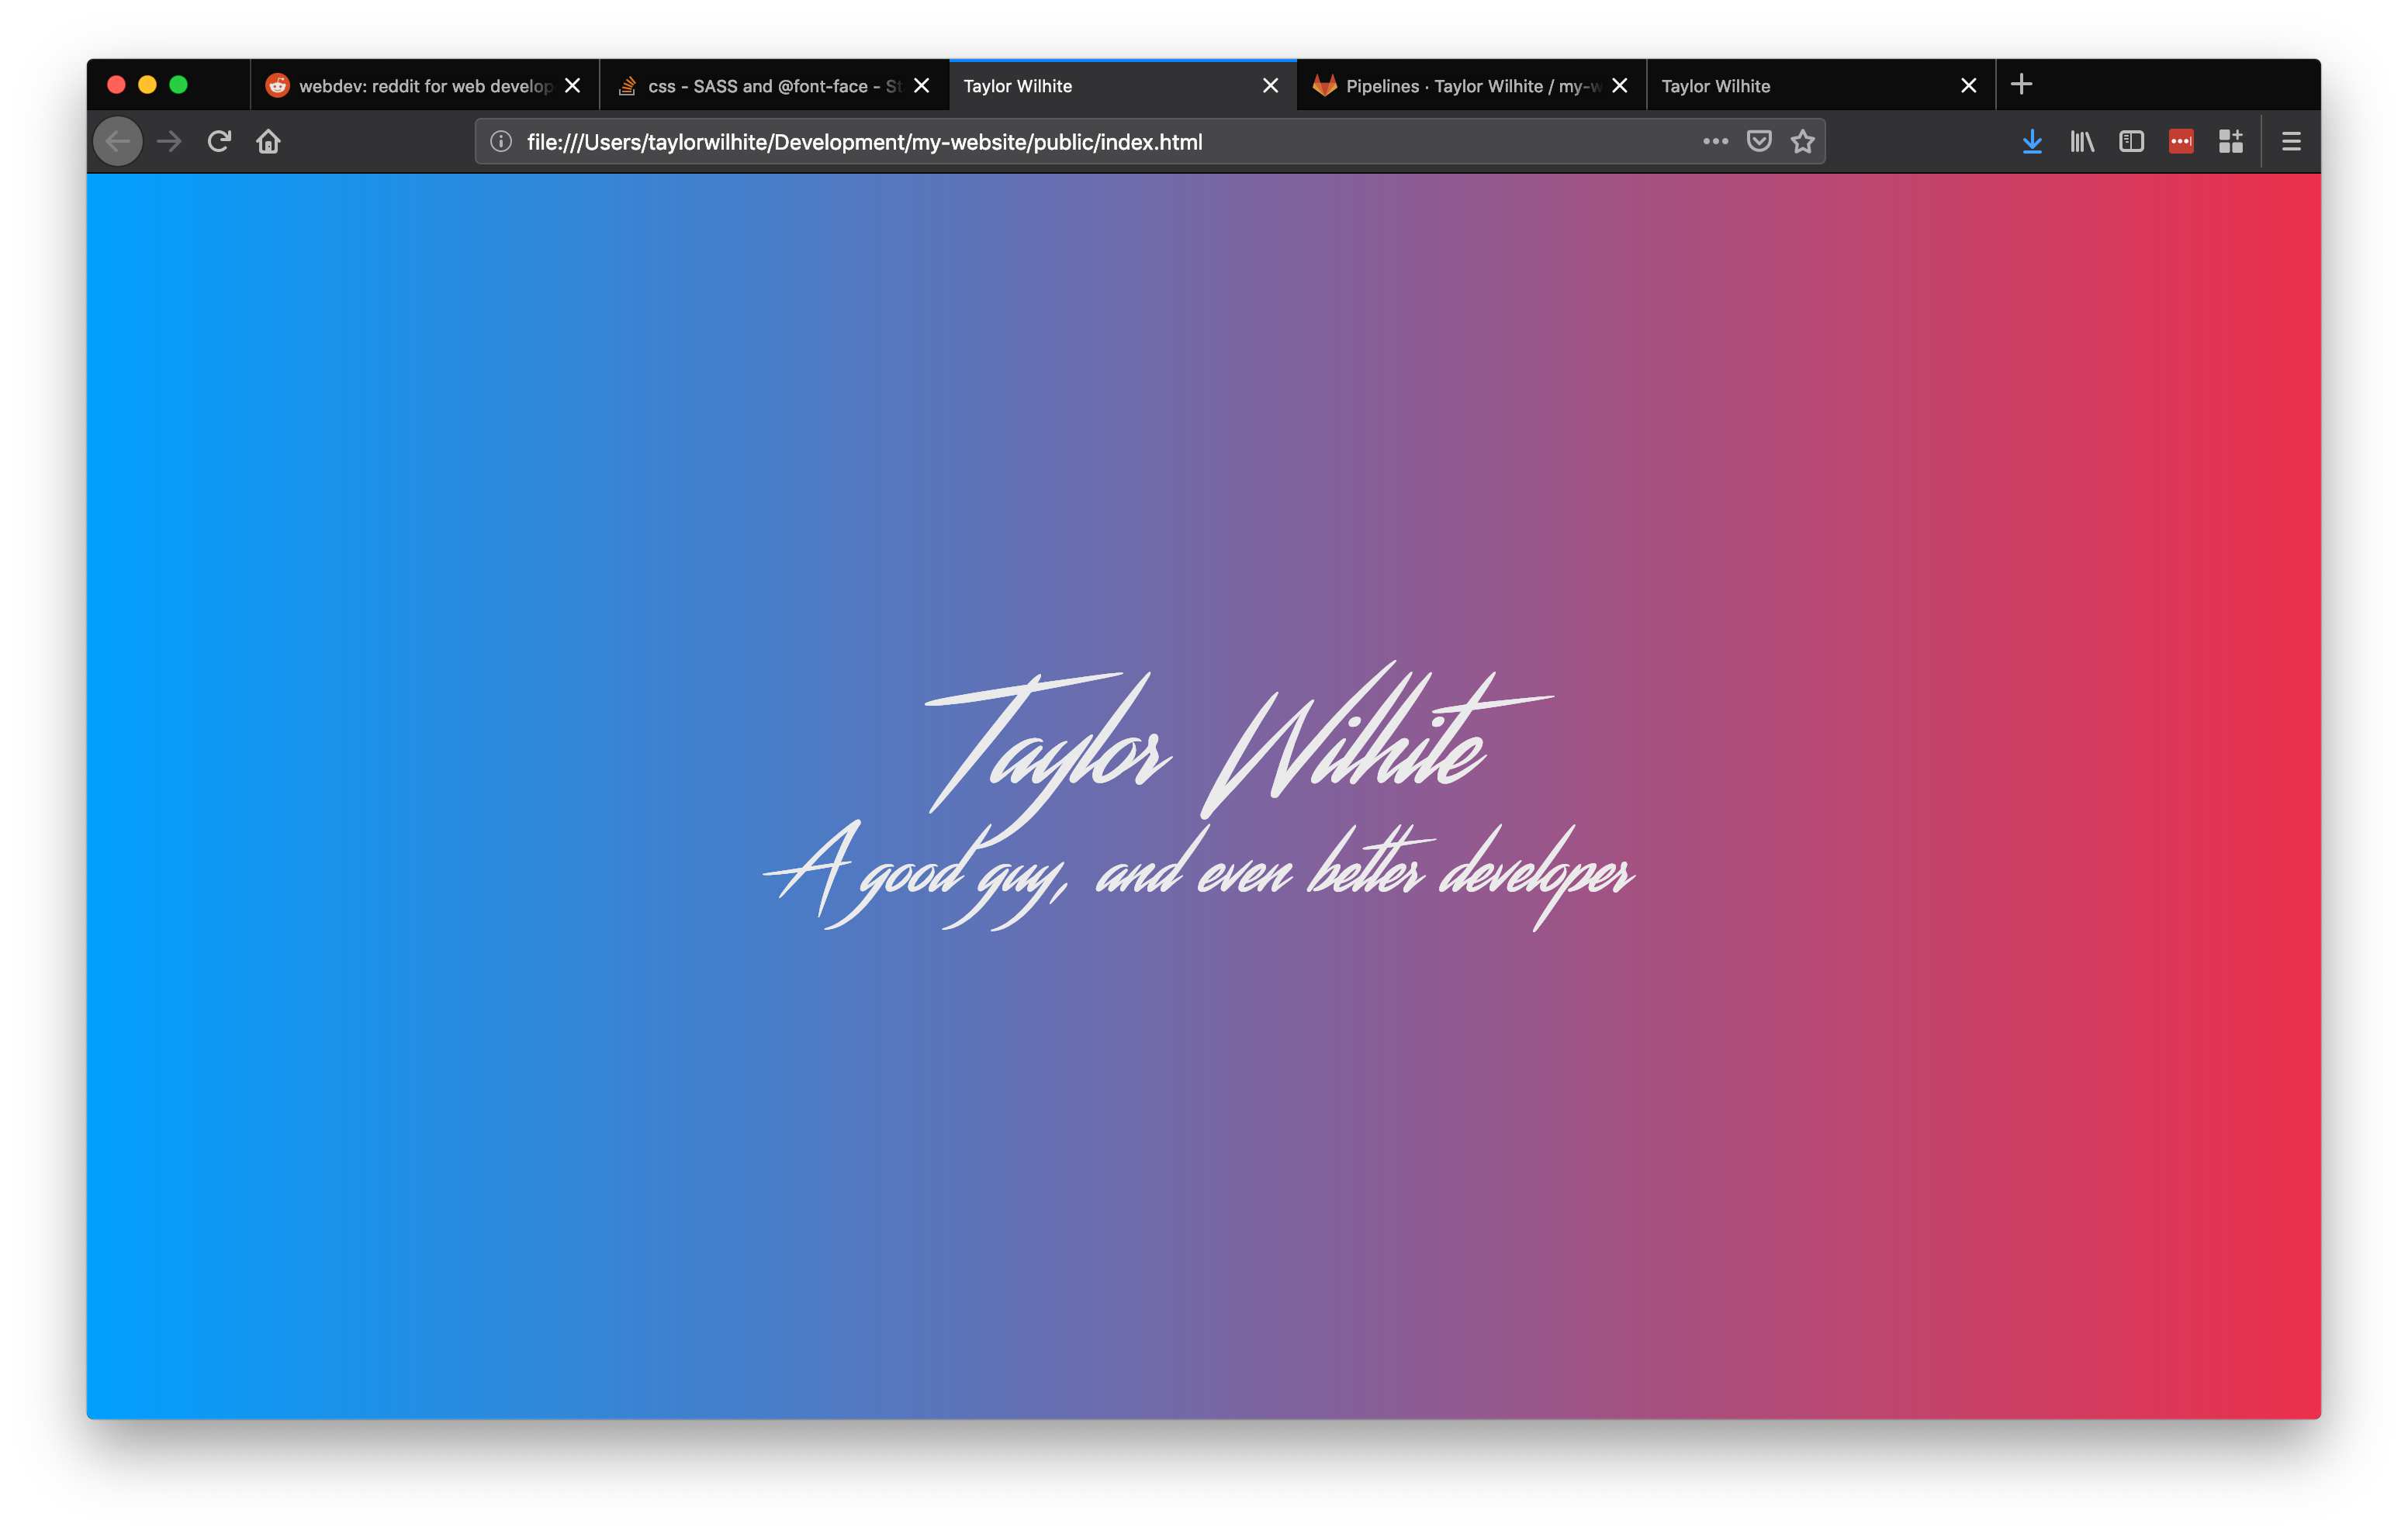 webdev: reddit for web develop
css - SASS and @font-face - St
Taylor Wilhite
Pipelines · Taylor Wilhite / my-w
Taylor Wilhite
file:///Users/taylorwilhite/Development/my-website/public/index.html
Taylor Wilhite
A good guy, and even better developer